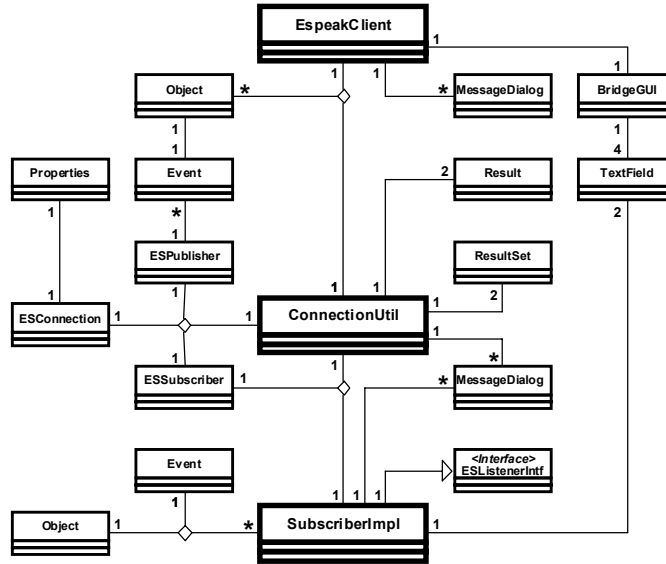 EspeakClient
1
1
1
1
1
Object
*
*
MessageDialog
BridgeGUI
1
1
1
4
Properties
Event
2
Result
TextField
1
*
2
1
ESPublisher
ResultSet
1
1
1
1
2
ESConnection
1
1
ConnectionUtil
1
1
1
*
ESSubscriber
1
*
MessageDialog
Event
<Interface>
ESListenerIntf
1
1
1
1
Object
1
*
SubscriberImpl
1